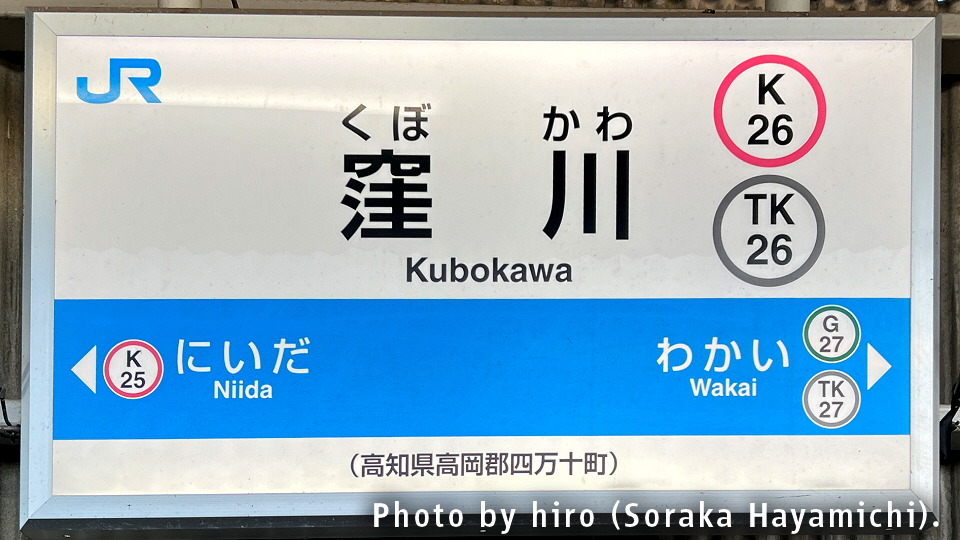 JR
くぼ かわ
窪 川
Kubokawa
K
26
TK
26
K
25
にいだ
Niida
わかい
Wakai
G
27
TK
27
(高知県高岡郡四万十町)
Photo by hiro (Soraka Hayamichi).